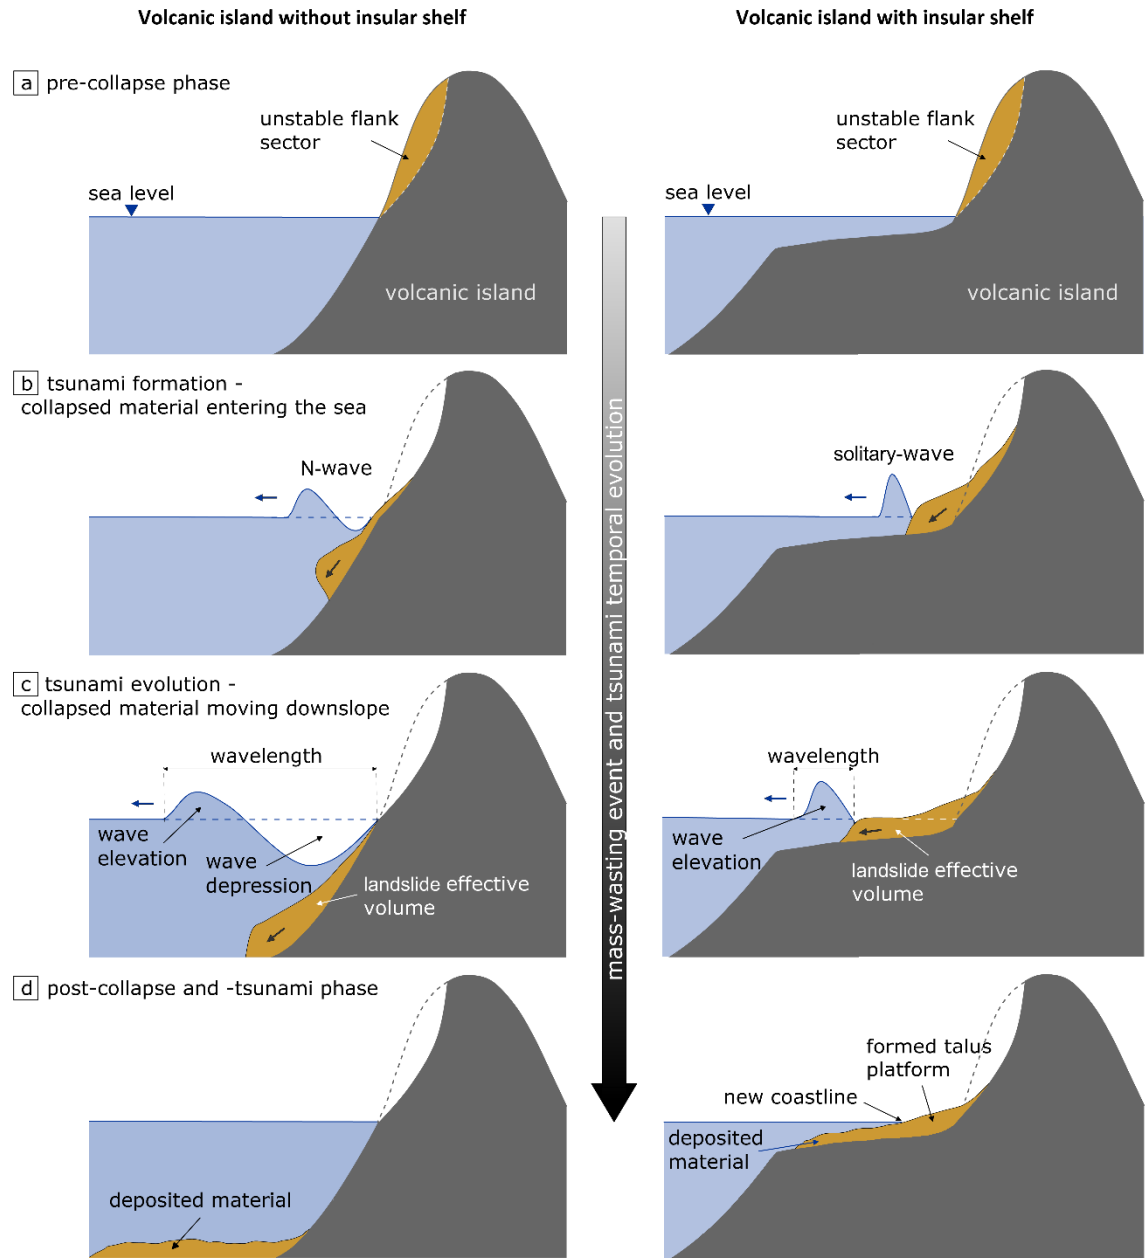 Volcanic island without insular shelf
Volcanic island with insular shelf
a pre-collapse phase
unstable flank
sector
sea level
volcanic island
unstable flank
sector
sea level
volcanic island
mass-wasting event and tsunami temporal evolution
b tsunami formation -
collapsed material entering the sea
N-wave
solitary-wave
c tsunami evolution -
collapsed material moving downslope
wavelength
wave
elevation
wave
depression
landslide effective
volume
wavelength
wave
elevation
landslide effective
volume
d post-collapse and -tsunami phase
deposited material
formed talus
platform
new coastline
deposited
material